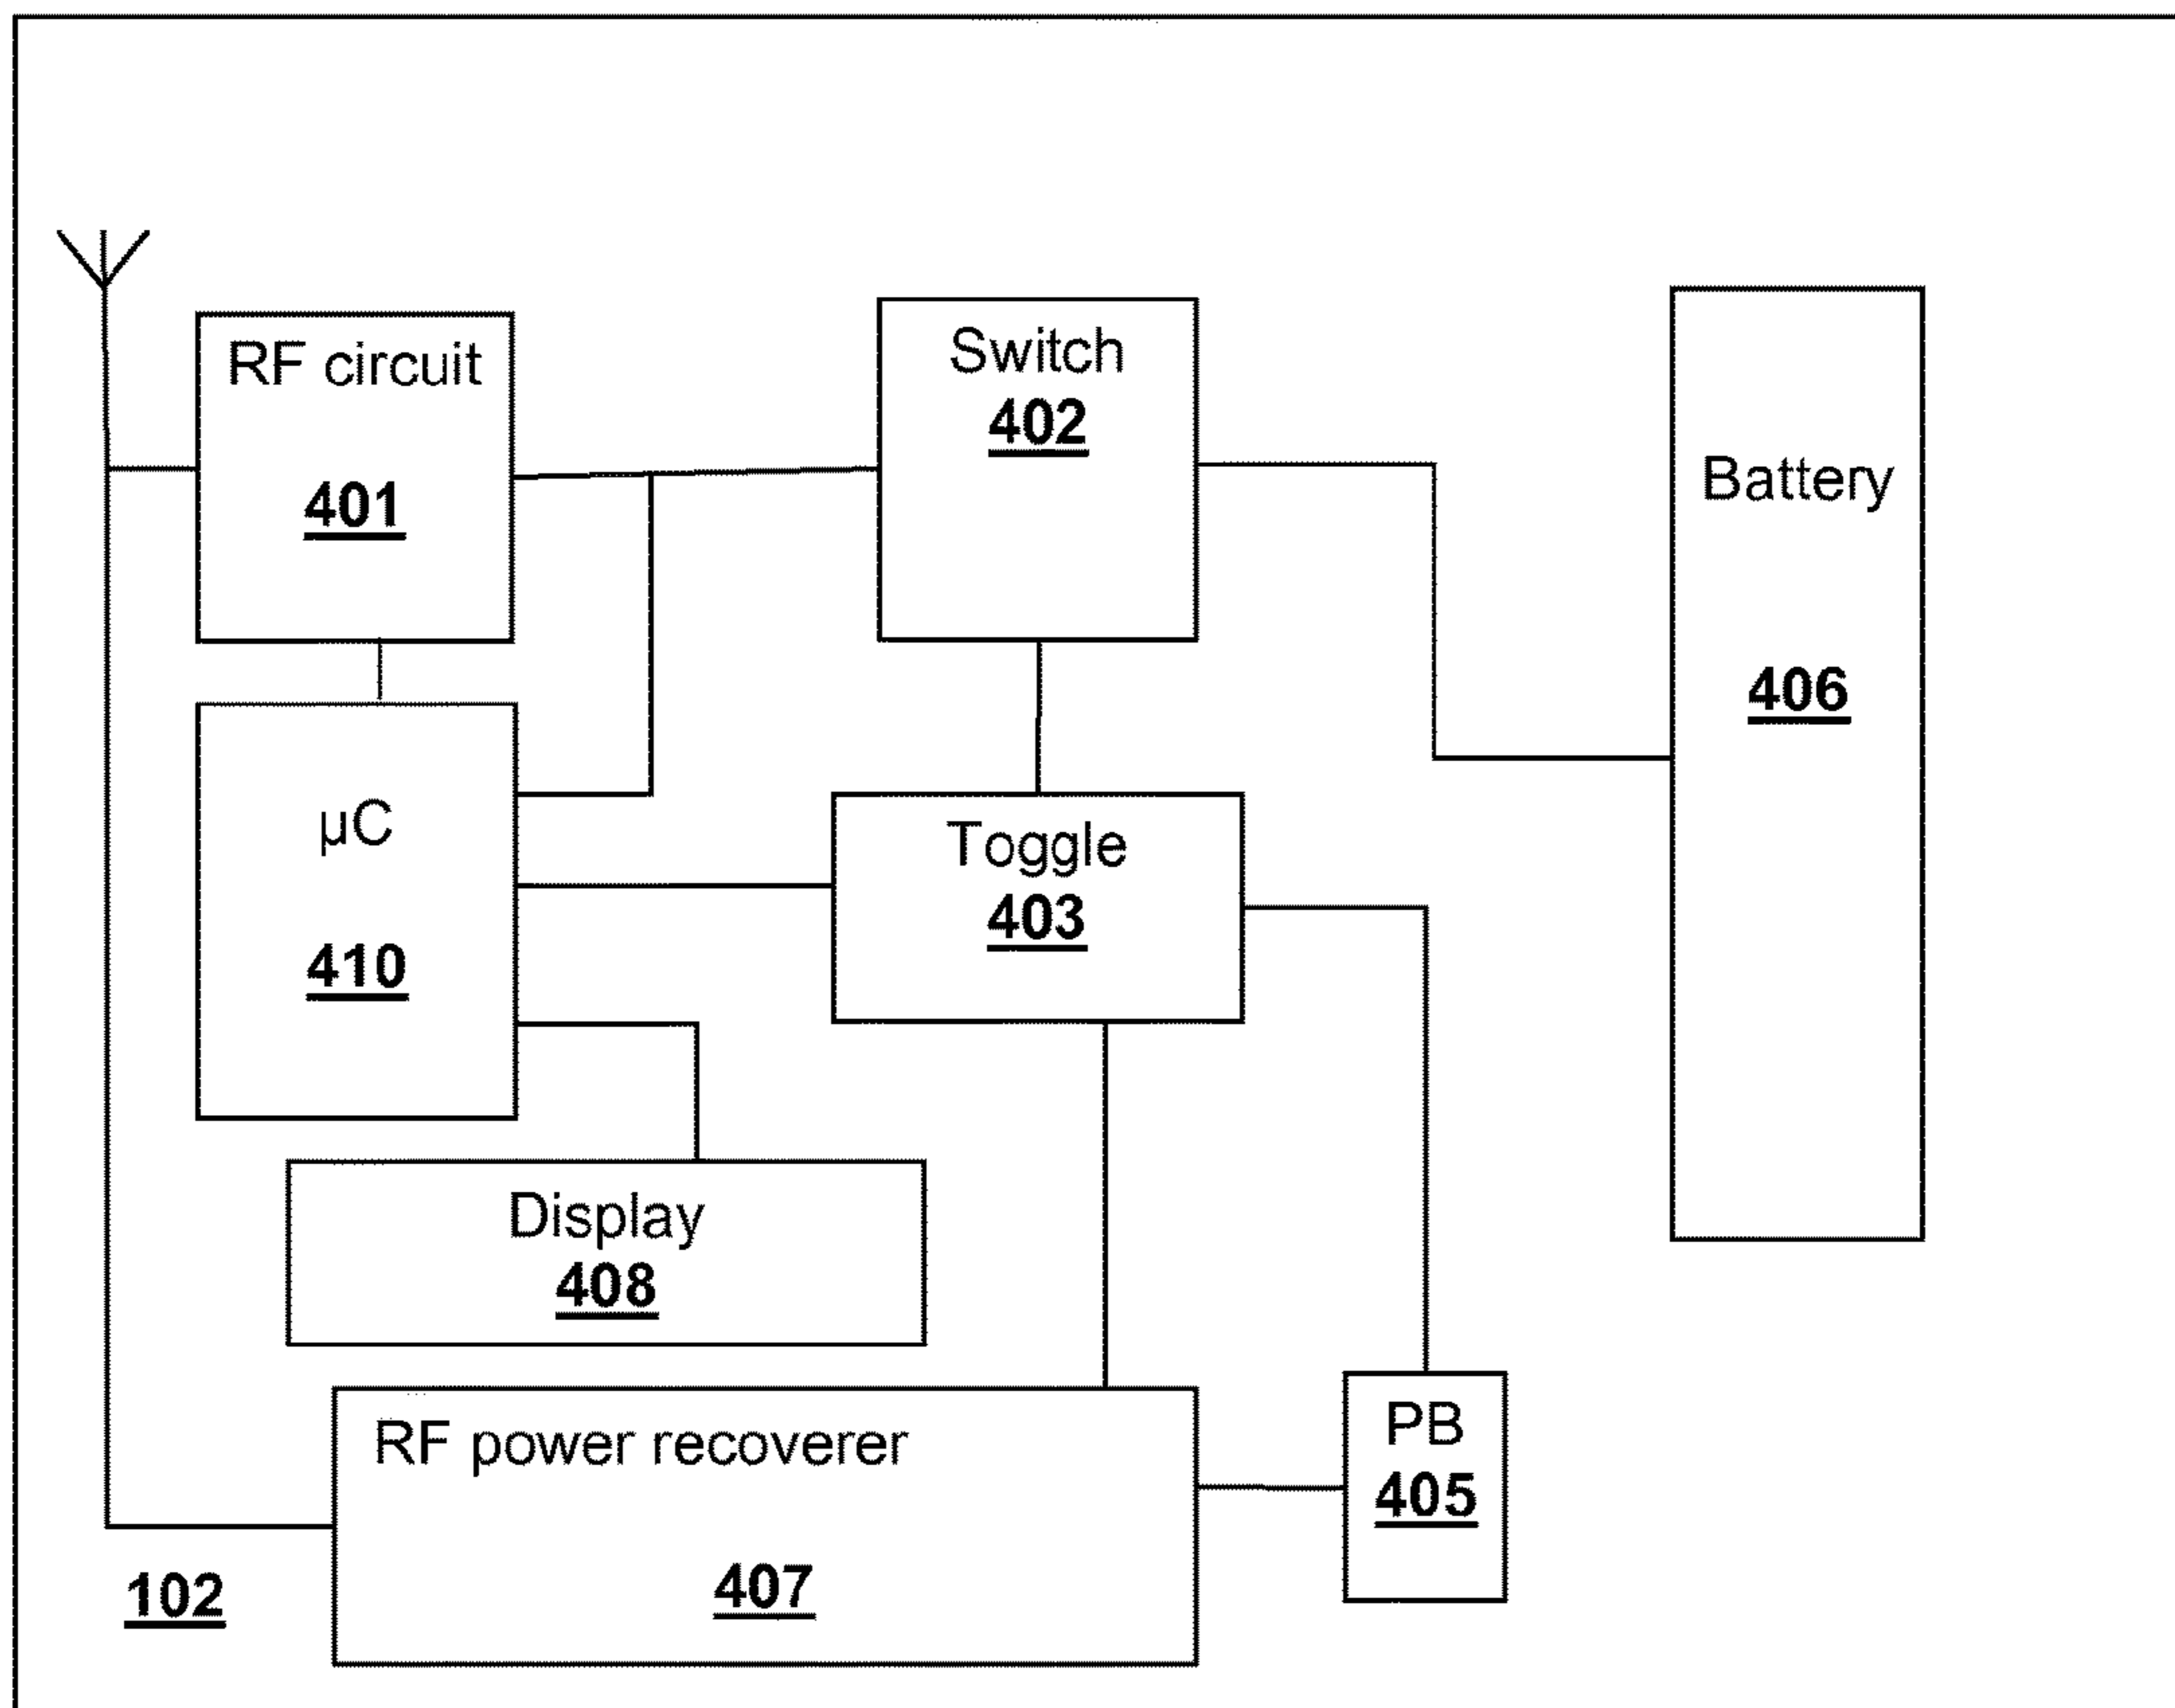 RF circuit
401
Switch
402
Battery
406
µC
410
Toggle
403
Display
408
RF power recoverer
407
PB
405
102